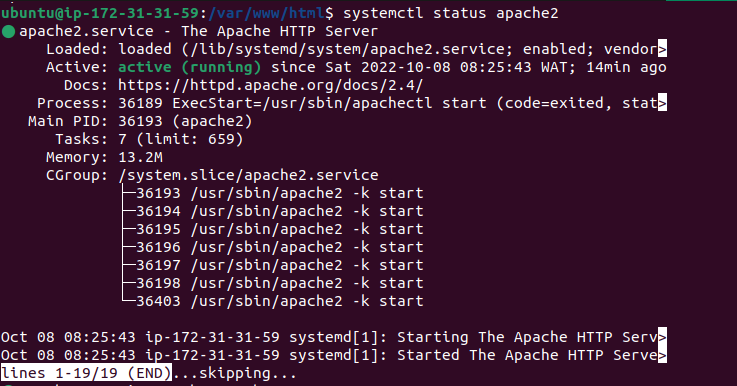 ubuntu@ip-172-31-31-59:/var/www/html$ systemctl status apache2
● apache2.service - The Apache HTTP Server
Loaded: loaded (/lib/systemd/system/apache2.service; enabled; vendor>
Active: active (running) since Sat 2022-10-08 08:25:43 WAT; 14min ago
Docs: https://httpd.apache.org/docs/2.4/
Process: 36189 ExecStart=/usr/sbin/apachectl start (code=exited, stat>
Main PID: 36193 (apache2)
Tasks: 7 (limit: 659)
Memory: 13.2M
CGroup: /system.slice/apache2.service
├─36193 /usr/sbin/apache2 -k start
├─36194 /usr/sbin/apache2 -k start
├─36195 /usr/sbin/apache2 -k start
├─36196 /usr/sbin/apache2 -k start
├─36197 /usr/sbin/apache2 -k start
├─36198 /usr/sbin/apache2 -k start
└─36403 /usr/sbin/apache2 -k start
Oct 08 08:25:43 ip-172-31-31-59 systemd[1]: Starting The Apache HTTP Serv>
Oct 08 08:25:43 ip-172-31-31-59 systemd[1]: Started The Apache HTTP Serve>
lines 1-19/19 (END)...skipping...